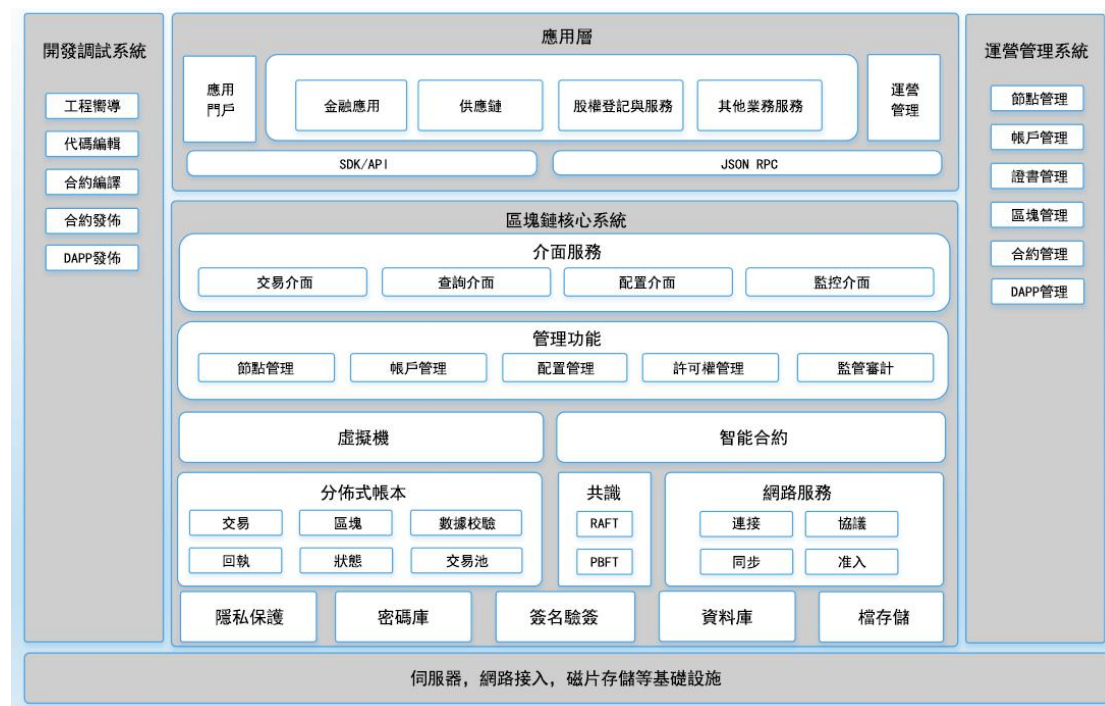 開發調試系統
工程嚮導
代碼編輯
合約編譯
合約發佈
DAPP發佈
應用層
應用
門戶
金融應用
供應鏈
股權登記與服務
其他業務服務
運營
管理
SDK/API
JSON RPC
區塊鏈核心系統
介面服務
交易介面
查詢介面
配置介面
監控介面
管理功能
節點管理
帳戶管理
配置管理
許可權管理
監管審計
虛擬機
智能合約
分佈式帳本
交易
區塊
數據校驗
回執
狀態
交易池
共識
RAFT
PBFT
網路服務
連接
協議
同步
准入
隱私保護
密碼庫
簽名驗簽
資料庫
檔存儲
運營管理系統
節點管理
帳戶管理
證書管理
區塊管理
合約管理
DAPP管理
伺服器，網路接入，磁片存儲等基礎設施